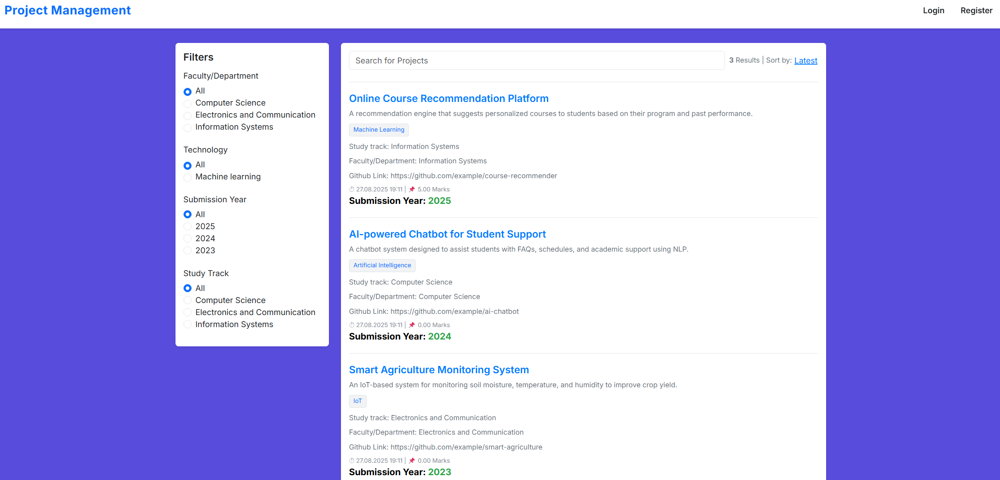 Project Management
Login
Register
Filters
Faculty/Department
All
Computer Science
Electronics and Communication
Information Systems
Technology
All
Machine learning
Submission Year
All
2025
2024
2023
Study Track
All
Computer Science
Electronics and Communication
Information Systems
Search for Projects
3 Results | Sort by: Latest
Online Course Recommendation Platform
A recommendation engine that suggests personalized courses to students based on their program and past performance.
Machine Learning
Study track: Information Systems
Faculty/Department: Information Systems
Github Link: https://github.com/example/course-recommender
⏱ 27.08.2025 19:11 | 📌 5.00 Marks
Submission Year: 2025
AI-powered Chatbot for Student Support
A chatbot system designed to assist students with FAQs, schedules, and academic support using NLP.
Artificial Intelligence
Study track: Computer Science
Faculty/Department: Computer Science
Github Link: https://github.com/example/ai-chatbot
⏱ 27.08.2025 19:11 | 📌 0.00 Marks
Submission Year: 2024
Smart Agriculture Monitoring System
An IoT-based system for monitoring soil moisture, temperature, and humidity to improve crop yield.
IoT
Study track: Electronics and Communication
Faculty/Department: Electronics and Communication
Github Link: https://github.com/example/smart-agriculture
⏱ 27.08.2025 19:11 | 📌 0.00 Marks
Submission Year: 2023